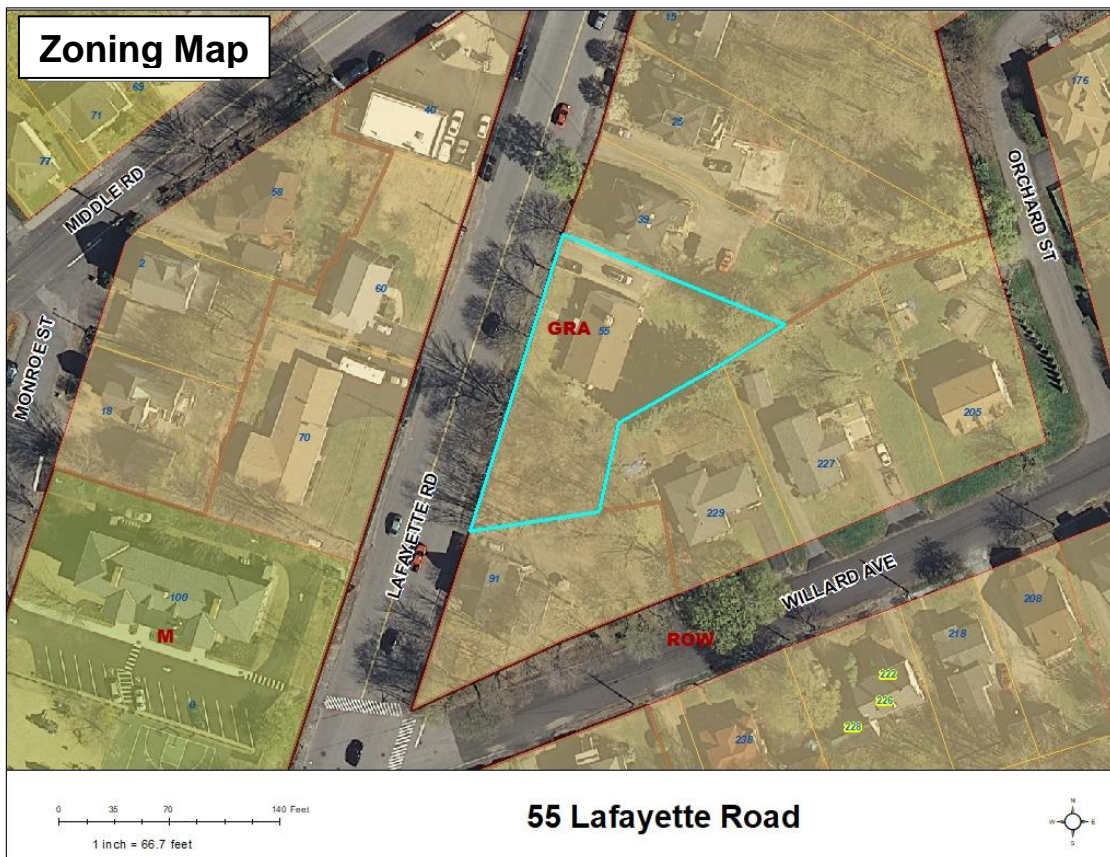 Zoning Map
15
176
69
71
77
40
25
MIDDLE RD
58
ORCHARD ST
39
2
60
GRA
55
MONROE ST
18
70
205
227
LAFAYETTE RD
229
91
WILLARD AVE
100
M
ROW
208
218
222
226
228
0
238
0 35 70 140 Feet
1 inch = 66.7 feet
55 Lafayette Road
N
W E
S